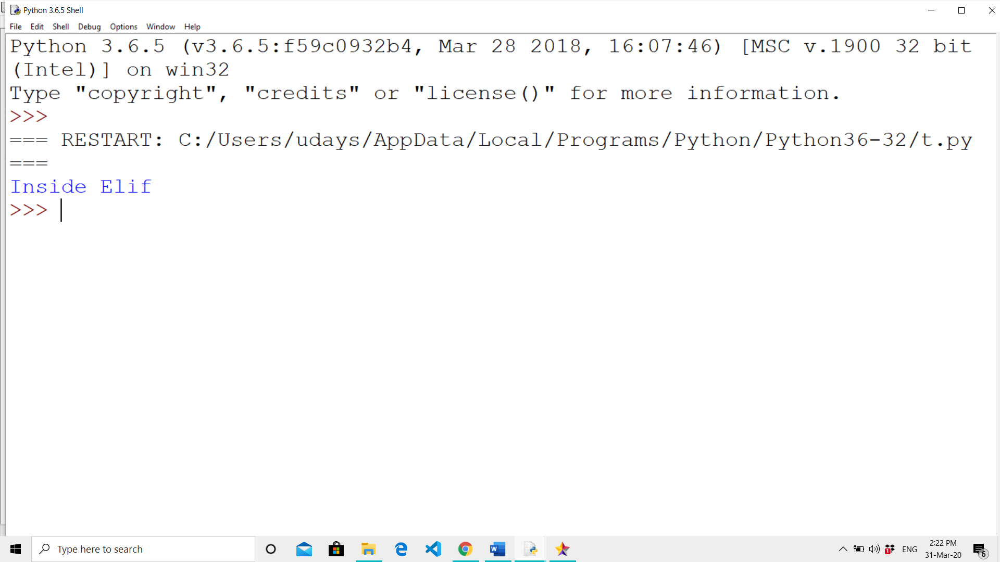 Python 3.6.5 Shell
File Edit Shell Debug Options Window Help
Python 3.6.5 (v3.6.5:f59c0932b4, Mar 28 2018, 16:07:46) [MSC v.1900 32 bit
(Intel)] on win32
Type "copyright", "credits" or "license()" for more information.
>>>
=== RESTART: C:/Users/udays/AppData/Local/Programs/Python/Python36-32/t.py
===
Inside Elif
>>>
Type here to search
W
1
ENG
2:22 PM
31-Mar-20
6